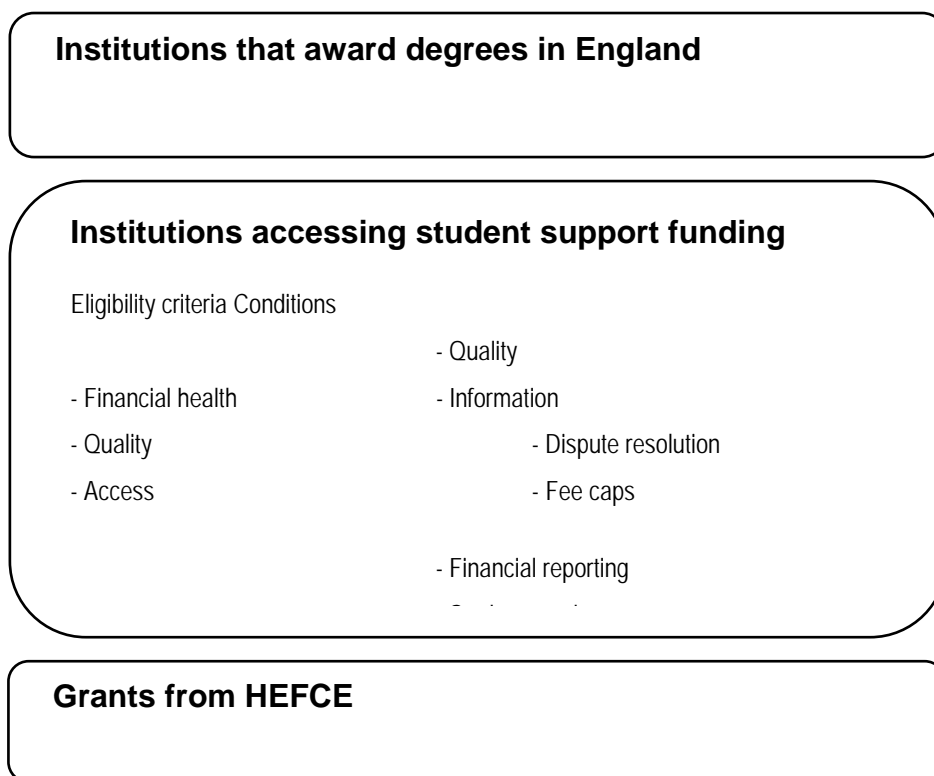 Institutions that award degrees in England
Institutions accessing student support funding
Eligibility criteria Conditions
- Quality
- Financial health - Information
- Quality - Dispute resolution
- Access - Fee caps
- Financial reporting
Grants from HEFCE